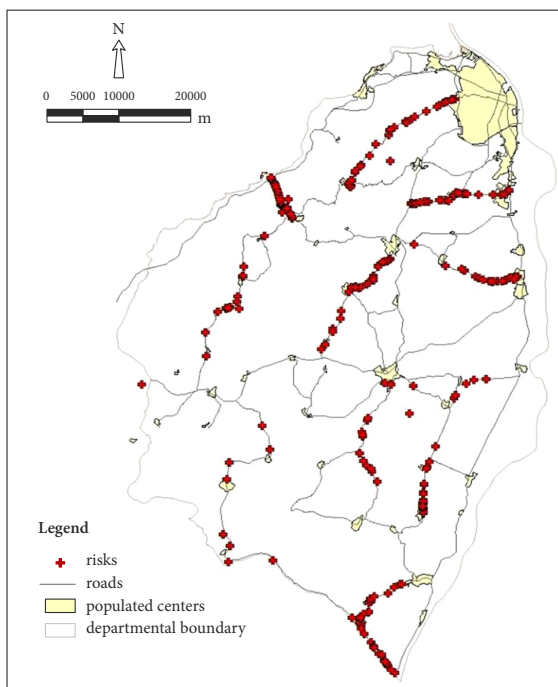 N
0 5000 10000 20000
m
Legend
risks
roads
populated centers
departmental boundary